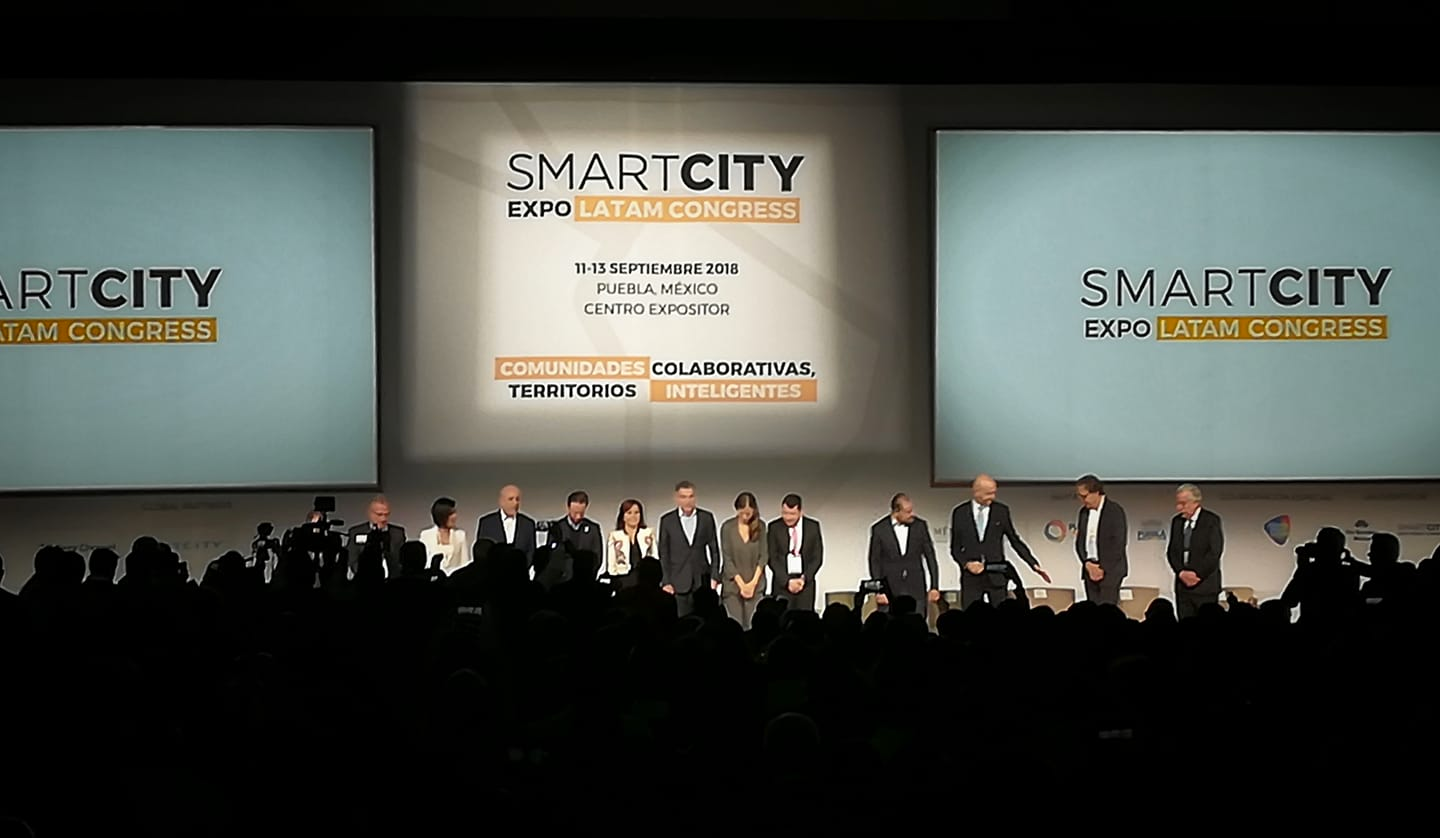 SMARTCITY
EXPO LATAM CONGRESS
11-13 SEPTIEMBRE 2018
PUEBLA, MÉXICO
CENTRO EXPOSITOR
COMUNIDADES COLABORATIVAS,
TERRITORIOS INTELIGENTES
ARTCITY
ATAM CONGRESS
SMARTCITY
EXPO LATAM CONGRESS